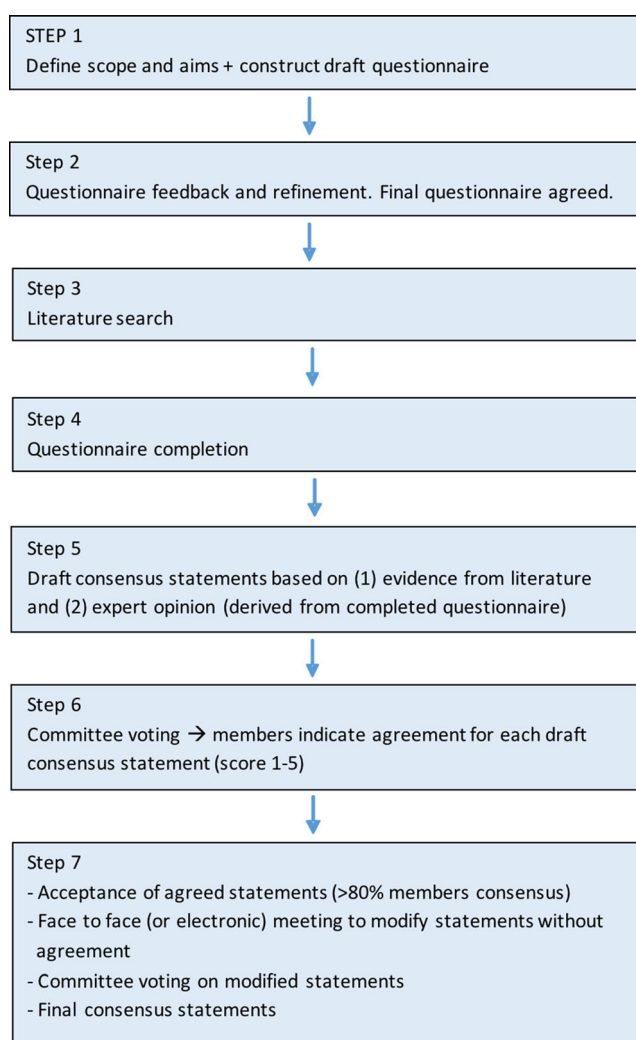 STEP 1
Define scope and aims + construct draft questionnaire
Step 2
Questionnaire feedback and refinement. Final questionnaire agreed.
Step 3
Literature search
Step 4
Questionnaire completion
Step 5
Draft consensus statements based on (1) evidence from literature
and (2) expert opinion (derived from completed questionnaire)
Step 6
Committee voting → members indicate agreement for each draft
consensus statement (score 1-5)
Step 7
- Acceptance of agreed statements (>80% members consensus)
- Face to face (or electronic) meeting to modify statements without
agreement
- Committee voting on modified statements
- Final consensus statements